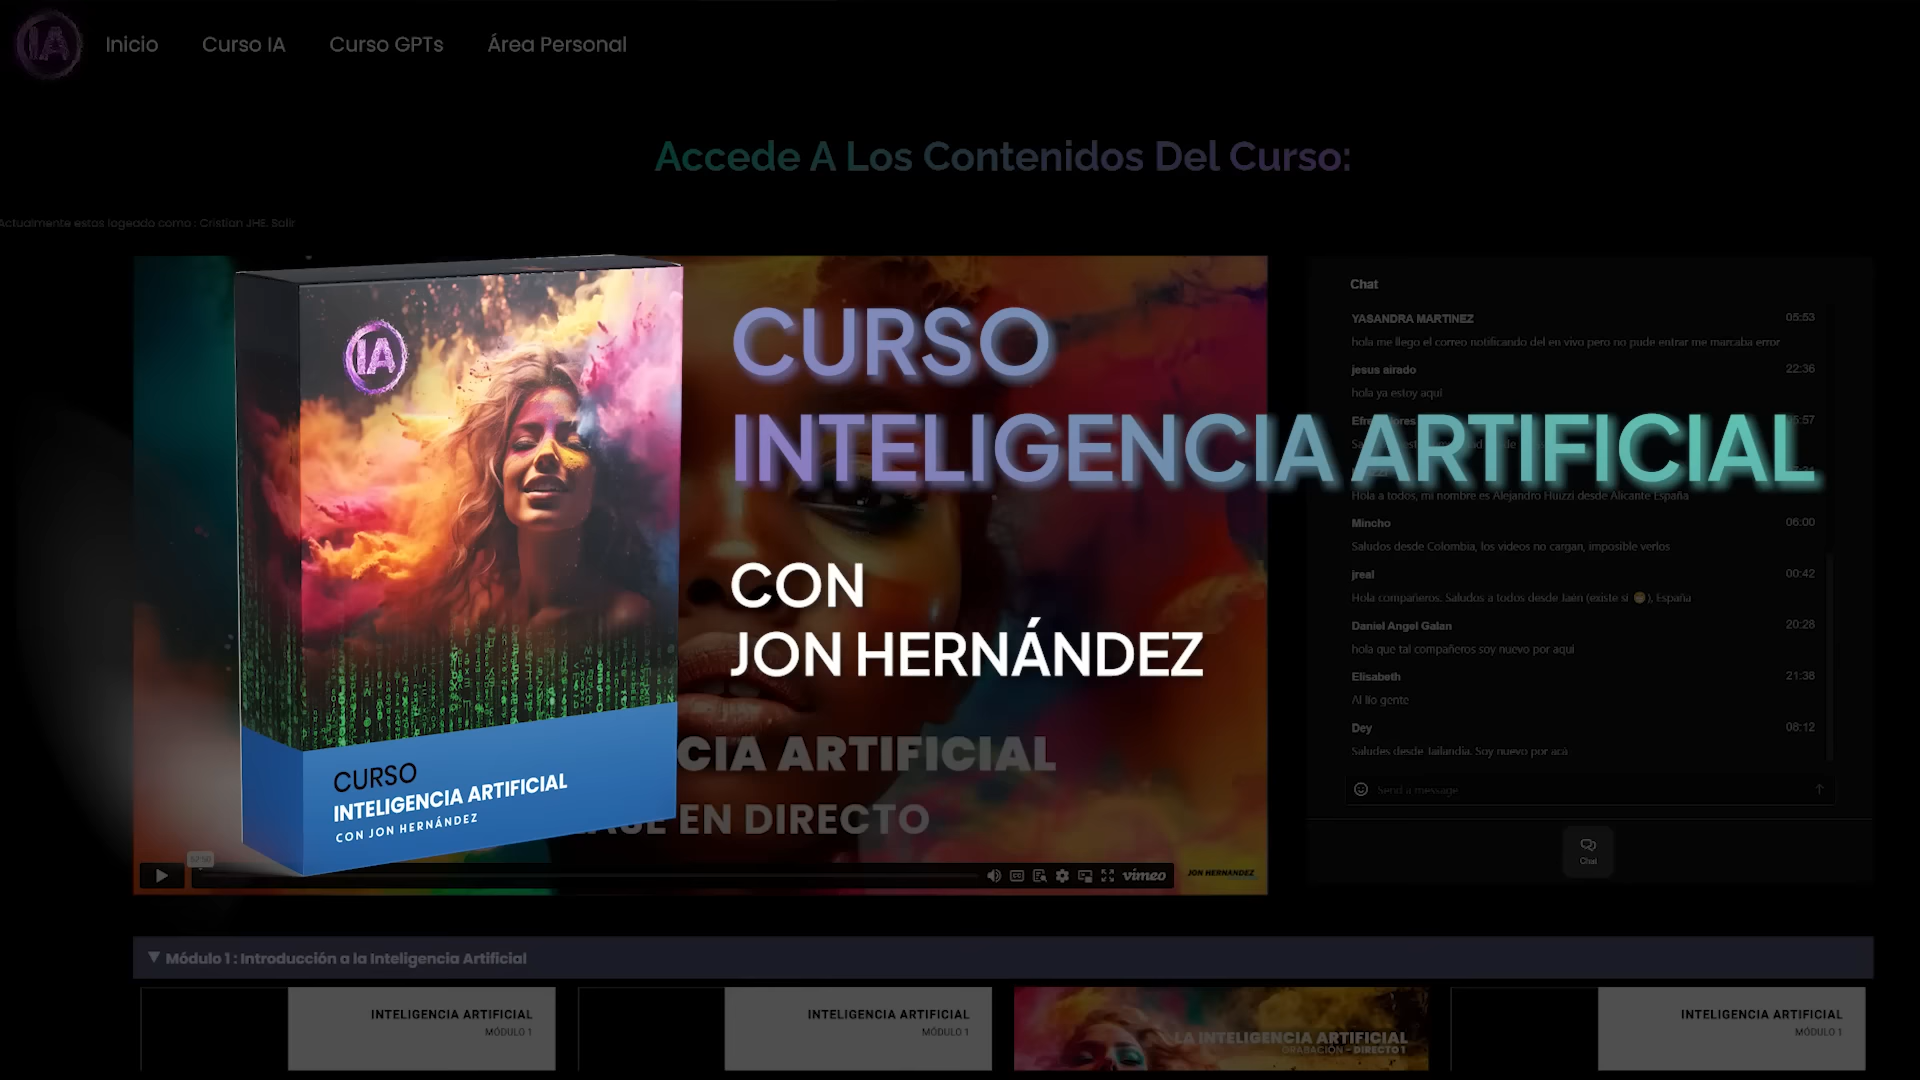 IA
Inicio
Curso IA
Curso GPTs
Área Personal
Accede A Los Contenidos Del Curso:
Actualmente estas logeado como : Cristian JHE. Salir
IA
CURSO
INTELIGENCIA ARTIFICIAL
CON JON HERNÁNDEZ
CURSO
INTELIGENCIA ARTIFICIAL
CON
JON HERNÁNDEZ
CIA ARTIFICIAL
EN DIRECTO
vimeo
JON HERNANDEZ
Chat
YASANDRA MARTINEZ 05:53
hola me llego el correo notificando del en vivo pero no pude entrar me marcaba error
jesus airado 22:36
hola ya estoy aqui
Hola a todos, mi nombre es Alejandro Huizzi desde Alicante España
Mincho 06:00
Saludos desde Colombia, los videos no cargan, imposible verlos
jreal 00:42
Hola compañeros. Saludos a todos desde Jaén (existe sí 😁), España
Daniel Angel Galan 20:28
hola que tal compañeros soy nuevo por aqui
Elisabeth 21:38
Al lio gente
Dey 08:12
Saludes desde Tailandia. Soy nuevo por acá
Send a message
Chat
▼ Módulo 1 : Introducción a la Inteligencia Artificial
INTELIGENCIA ARTIFICIAL
MÓDULO 1
INTELIGENCIA ARTIFICIAL
MÓDULO 1
LA INTELIGENCIA ARTIFICIAL
GRABACIÓN - DIRECTO 1
INTELIGENCIA ARTIFICIAL
MÓDULO 1